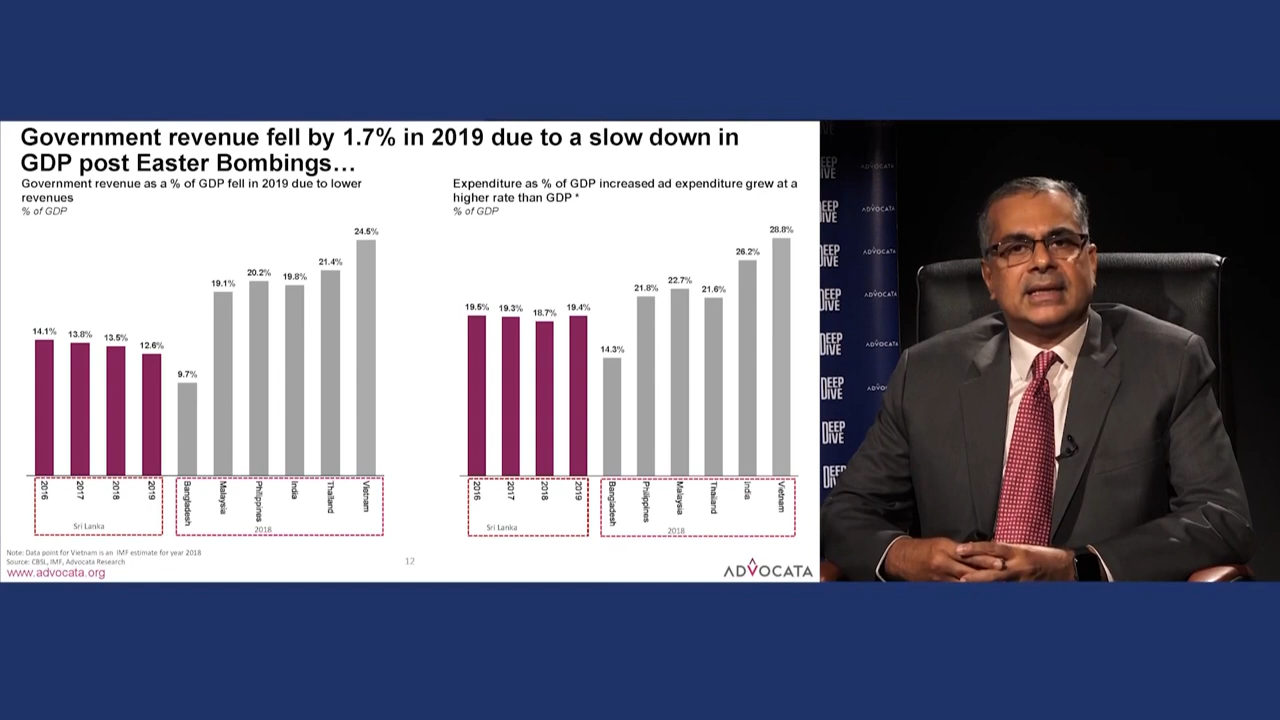 Government revenue fell by 1.7% in 2019 due to a slow down in
GDP post Easter Bombings…
Government revenue as a % of GDP fell in 2019 due to lower
revenues
% of GDP
14.1%
13.8%
13.5%
12.6%
9.7%
19.1%
20.2%
19.8%
21.4%
24.5%
2016
2017
2018
2019
Bangladesh
Malaysia
Philippines
India
Thailand
Vietnam
Sri Lanka
2018
Expenditure as % of GDP increased ad expenditure grew at a
higher rate than GDP *
% of GDP
19.5%
19.3%
18.7%
19.4%
14.3%
21.8%
22.7%
21.6%
26.2%
28.8%
2016
2017
2018
2019
Bangladesh
Philippines
Malaysia
Thailand
India
Vietnam
Sri Lanka
2018
Note: Data point for Vietnam is an IMF estimate for year 2018
Source: CBSL, IMF, Advocata Research
www.advocata.org
12
ADVOCATA
ADVOCATA
ADVOCATA
ADVOCATA
ADVOCATA
ADVOCATA
DEEP
DIVE